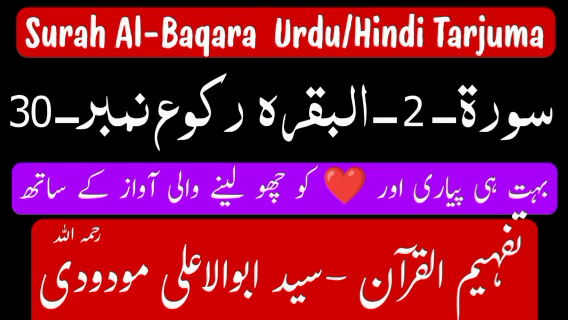 Surah Al-Baqara Urdu/Hindi Tarjuma
سورۃ-2-البقرہ رکوع نمبر-30
بہت ہی پیاری اور ❤️ کو چھو لینے والی آواز کے ساتھ
تفہیم القرآن -سید ابوالاعلی مودودی رحمہ اللہ